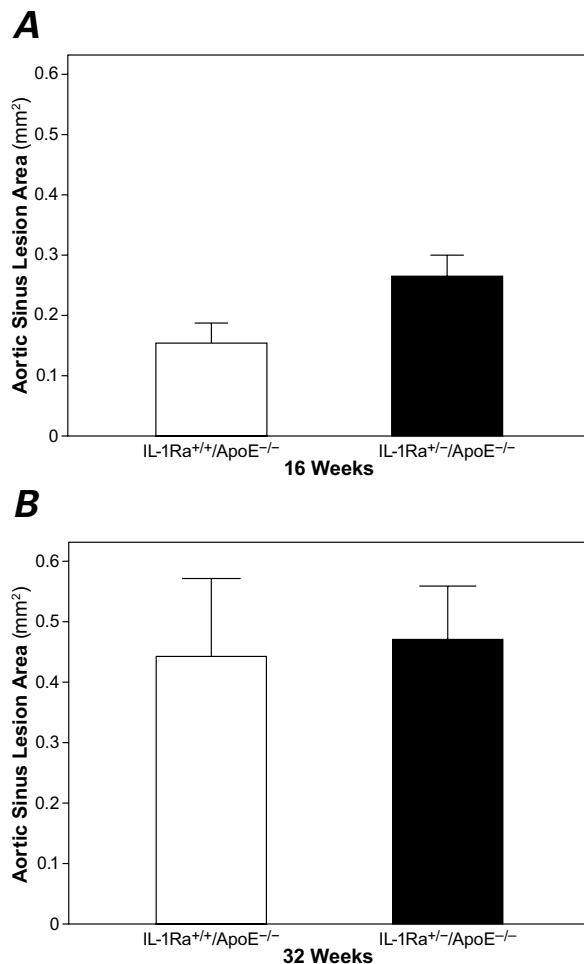 A
Aortic Sinus Lesion Area (mm²)
0.6
0.5
0.4
0.3
0.2
0.1
0
IL-1Ra+/+/ApoE−/− IL-1Ra+/−/ApoE−/−
16 Weeks
B
Aortic Sinus Lesion Area (mm²)
0.6
0.5
0.4
0.3
0.2
0.1
0
IL-1Ra+/+/ApoE−/− IL-1Ra+/−/ApoE−/−
32 Weeks